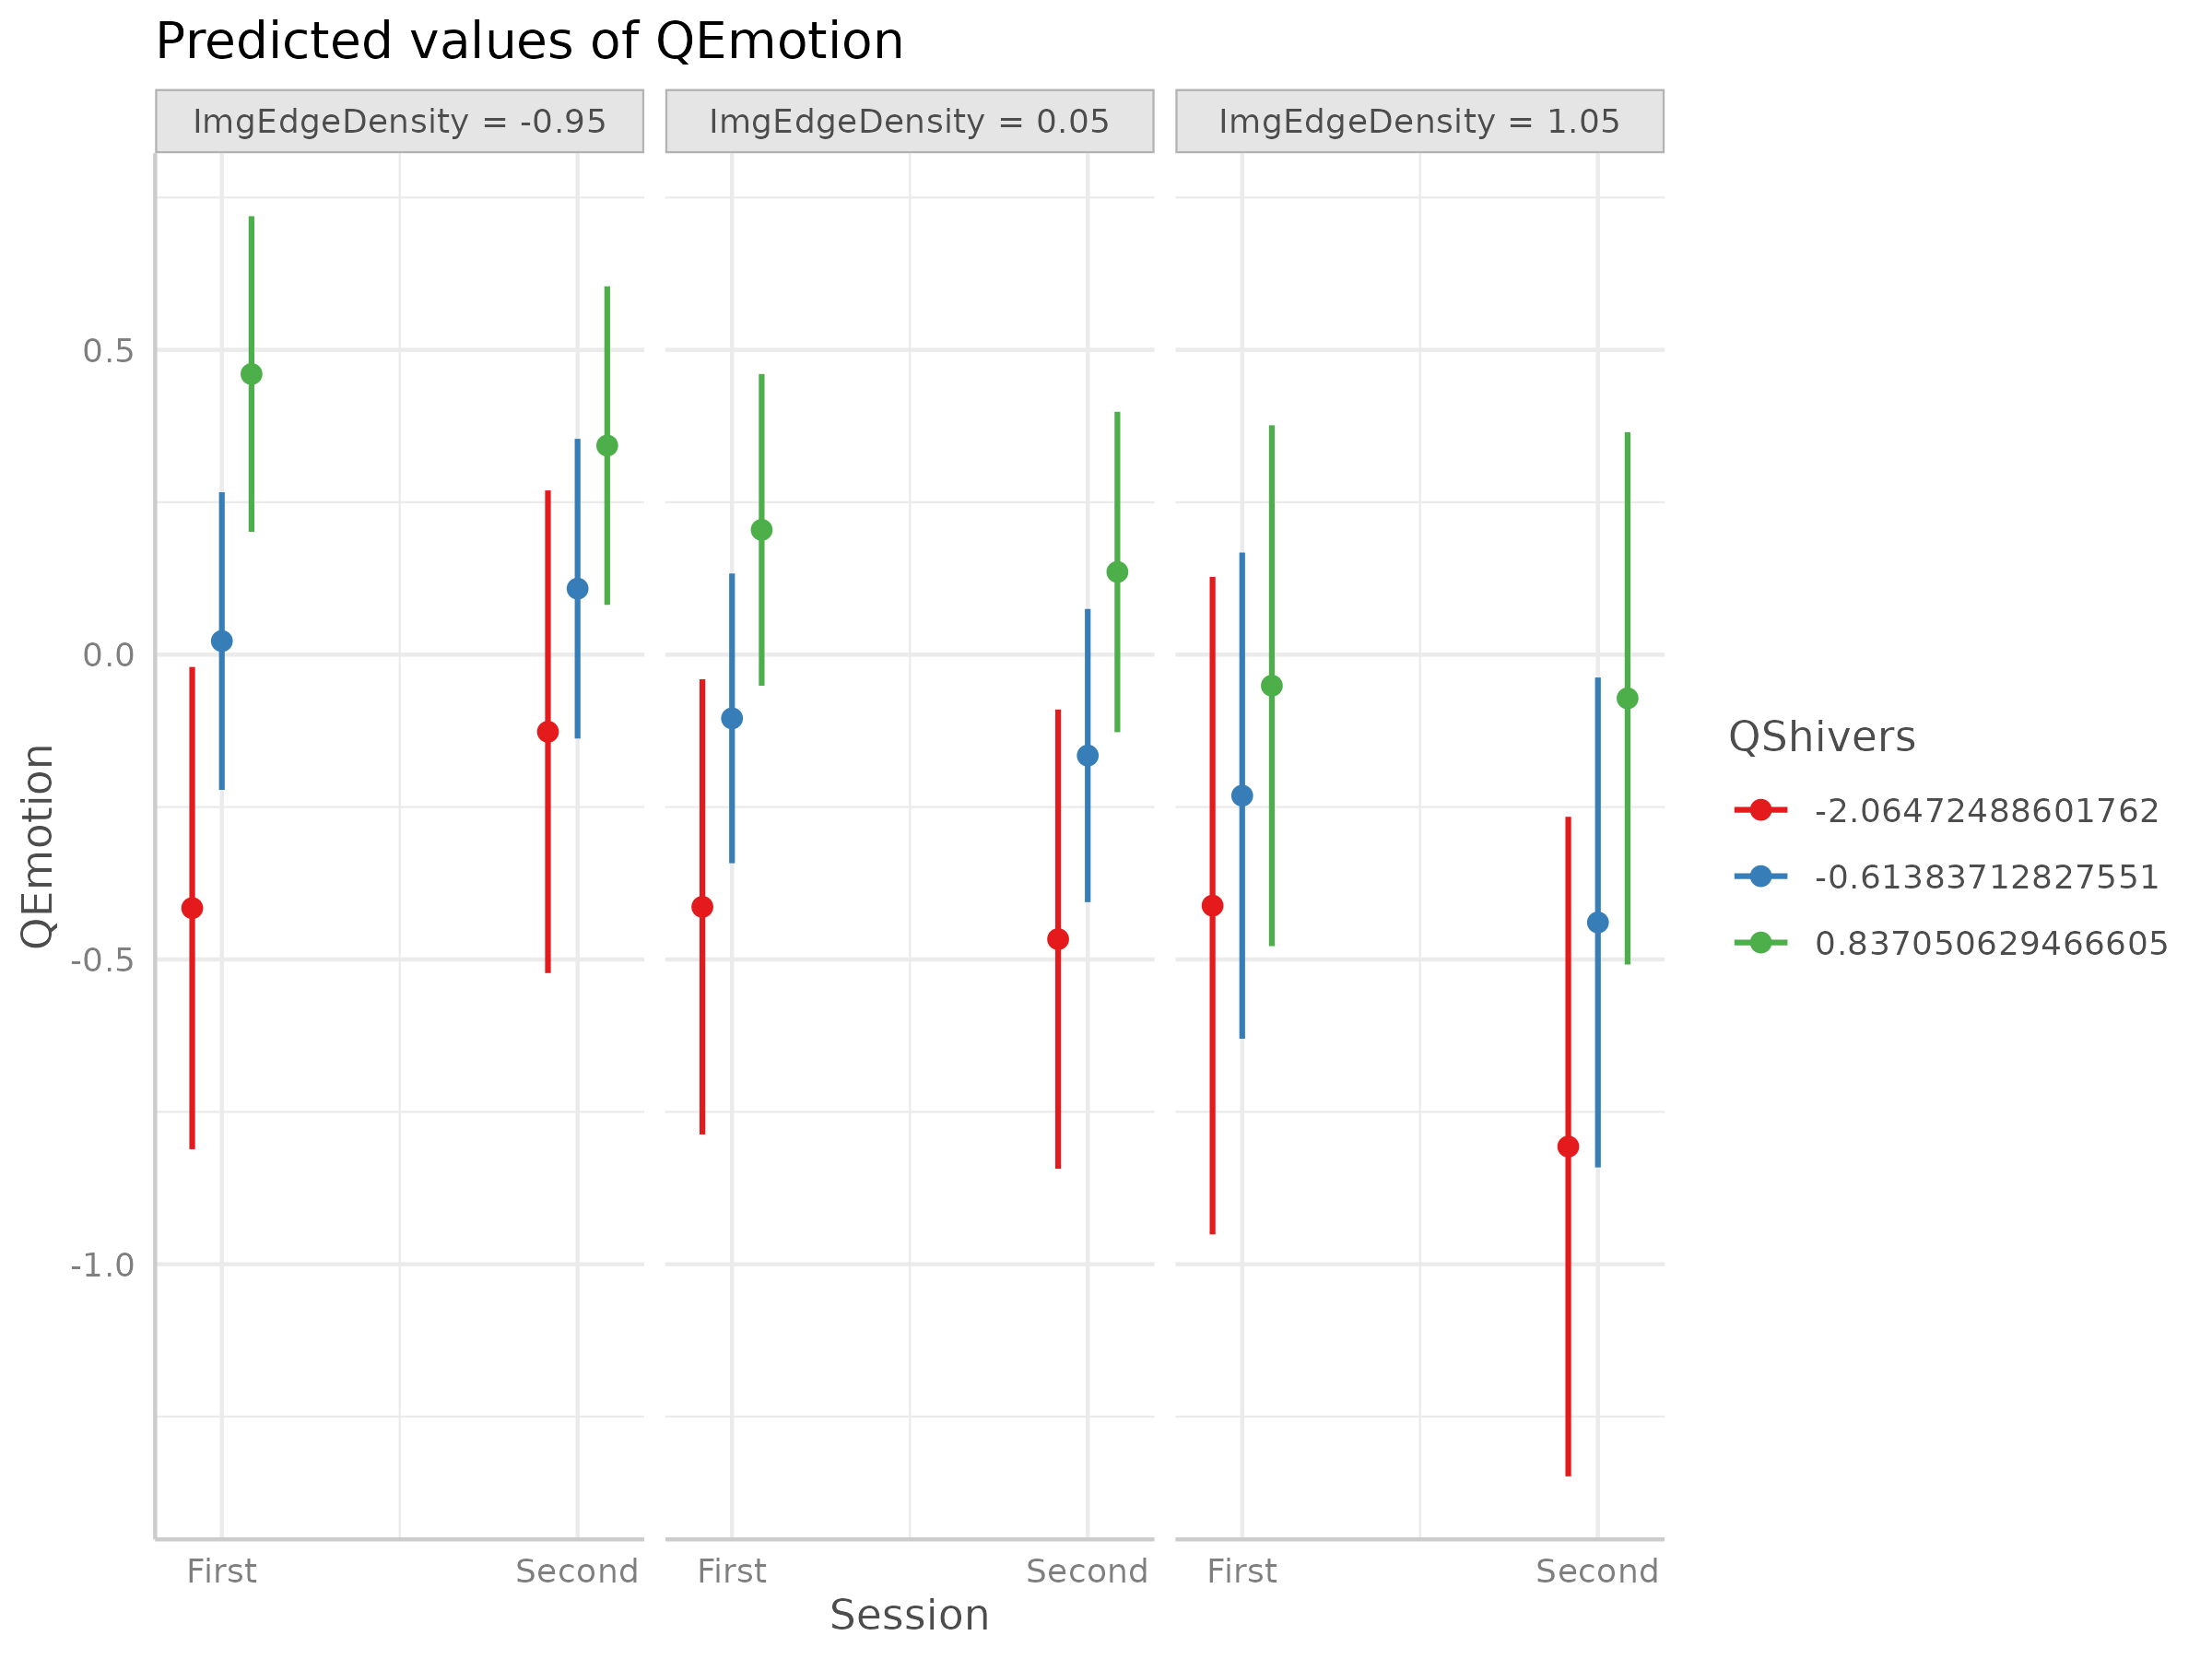 Predicted values of QEmotion
ImgEdgeDensity = -0.95
ImgEdgeDensity = 0.05
ImgEdgeDensity = 1.05
QEmotion
0.5
0.0
-0.5
-1.0
First
Second
First
Second
First
Second
Session
QShivers
-2.06472488601762
-0.61383712827551
0.837050629466605